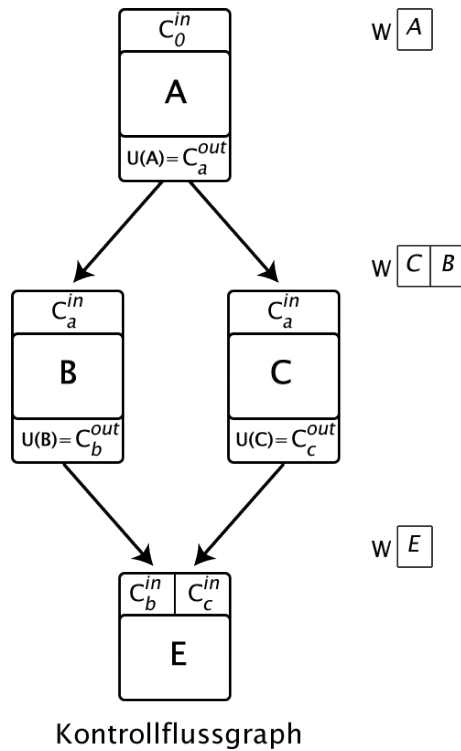 C_0^in
W A
A
U(A)= C_a^out
C_a^in C_a^in
W C B
B C
U(B)= C_b^out U(C)= C_c^out
W E
C_b^in C_c^in
E
Kontrollflussgraph